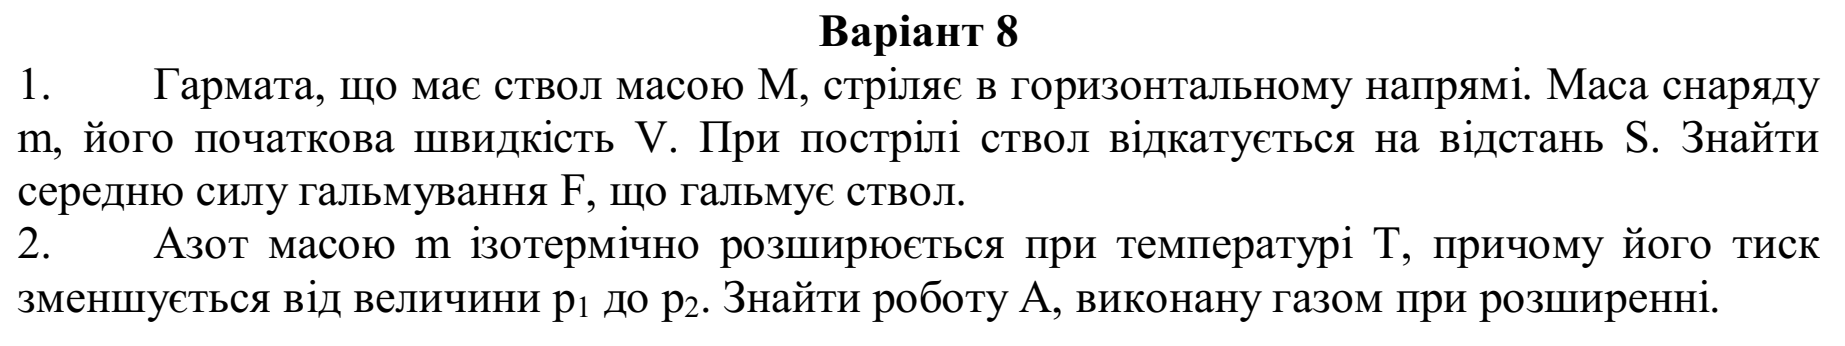 Варіант 8
1. Гармата, що має ствол масою M, стріляє в горизонтальному напрямі. Маса снаряду
m, його початкова швидкість V. При пострілі ствол відкатується на відстань S. Знайти
середню силу гальмування F, що гальмує ствол.
2. Азот масою m ізотермічно розширюється при температурі T, причому його тиск
зменшується від величини p₁ до p₂. Знайти роботу A, виконану газом при розширенні.